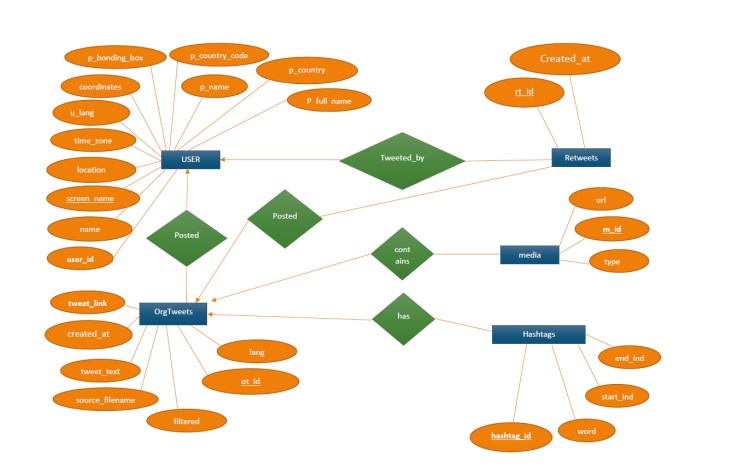 p_bonding_box
p_country_code
p_country
coordinates
p_name
P_full_name
u_lang
time_zone
USER
location
screen_name
name
user_id
Created_at
rt_id
Tweeted_by
Retweets
Posted
Posted
url
m_id
type
media
cont
ains
tweet_link
OrgTweets
created_at
has
Hashtags
lang
tweet_text
ot_id
source_filename
filtered
end_ind
start_ind
word
hashtag_id